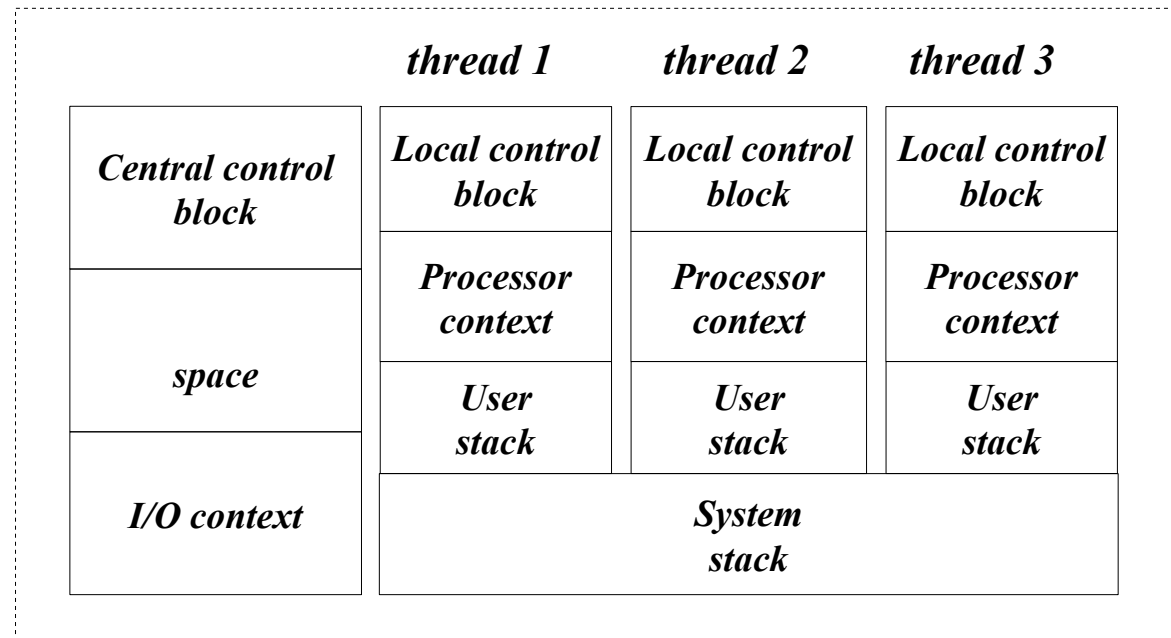 thread 1 thread 2 thread 3
Central control
block
space
I/O context
Local control
block
Processor
context
User
stack
Local control
block
Processor
context
User
stack
Local control
block
Processor
context
User
stack
System
stack